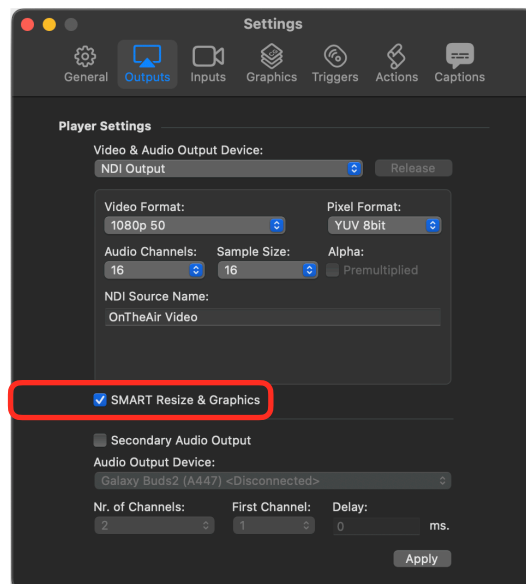 Settings
General Outputs Inputs Graphics Triggers Actions Captions
Player Settings
Video & Audio Output Device:
NDI Output Release
Video Format: Pixel Format:
1080p 50 YUV 8bit
Audio Channels: Sample Size: Alpha:
16 16 Premultiplied
NDI Source Name:
OnTheAir Video
SMART Resize & Graphics
Secondary Audio Output
Audio Output Device:
Galaxy Buds2 (A447) <Disconnected>
Nr. of Channels: First Channel: Delay:
2 1 0 ms.
Apply